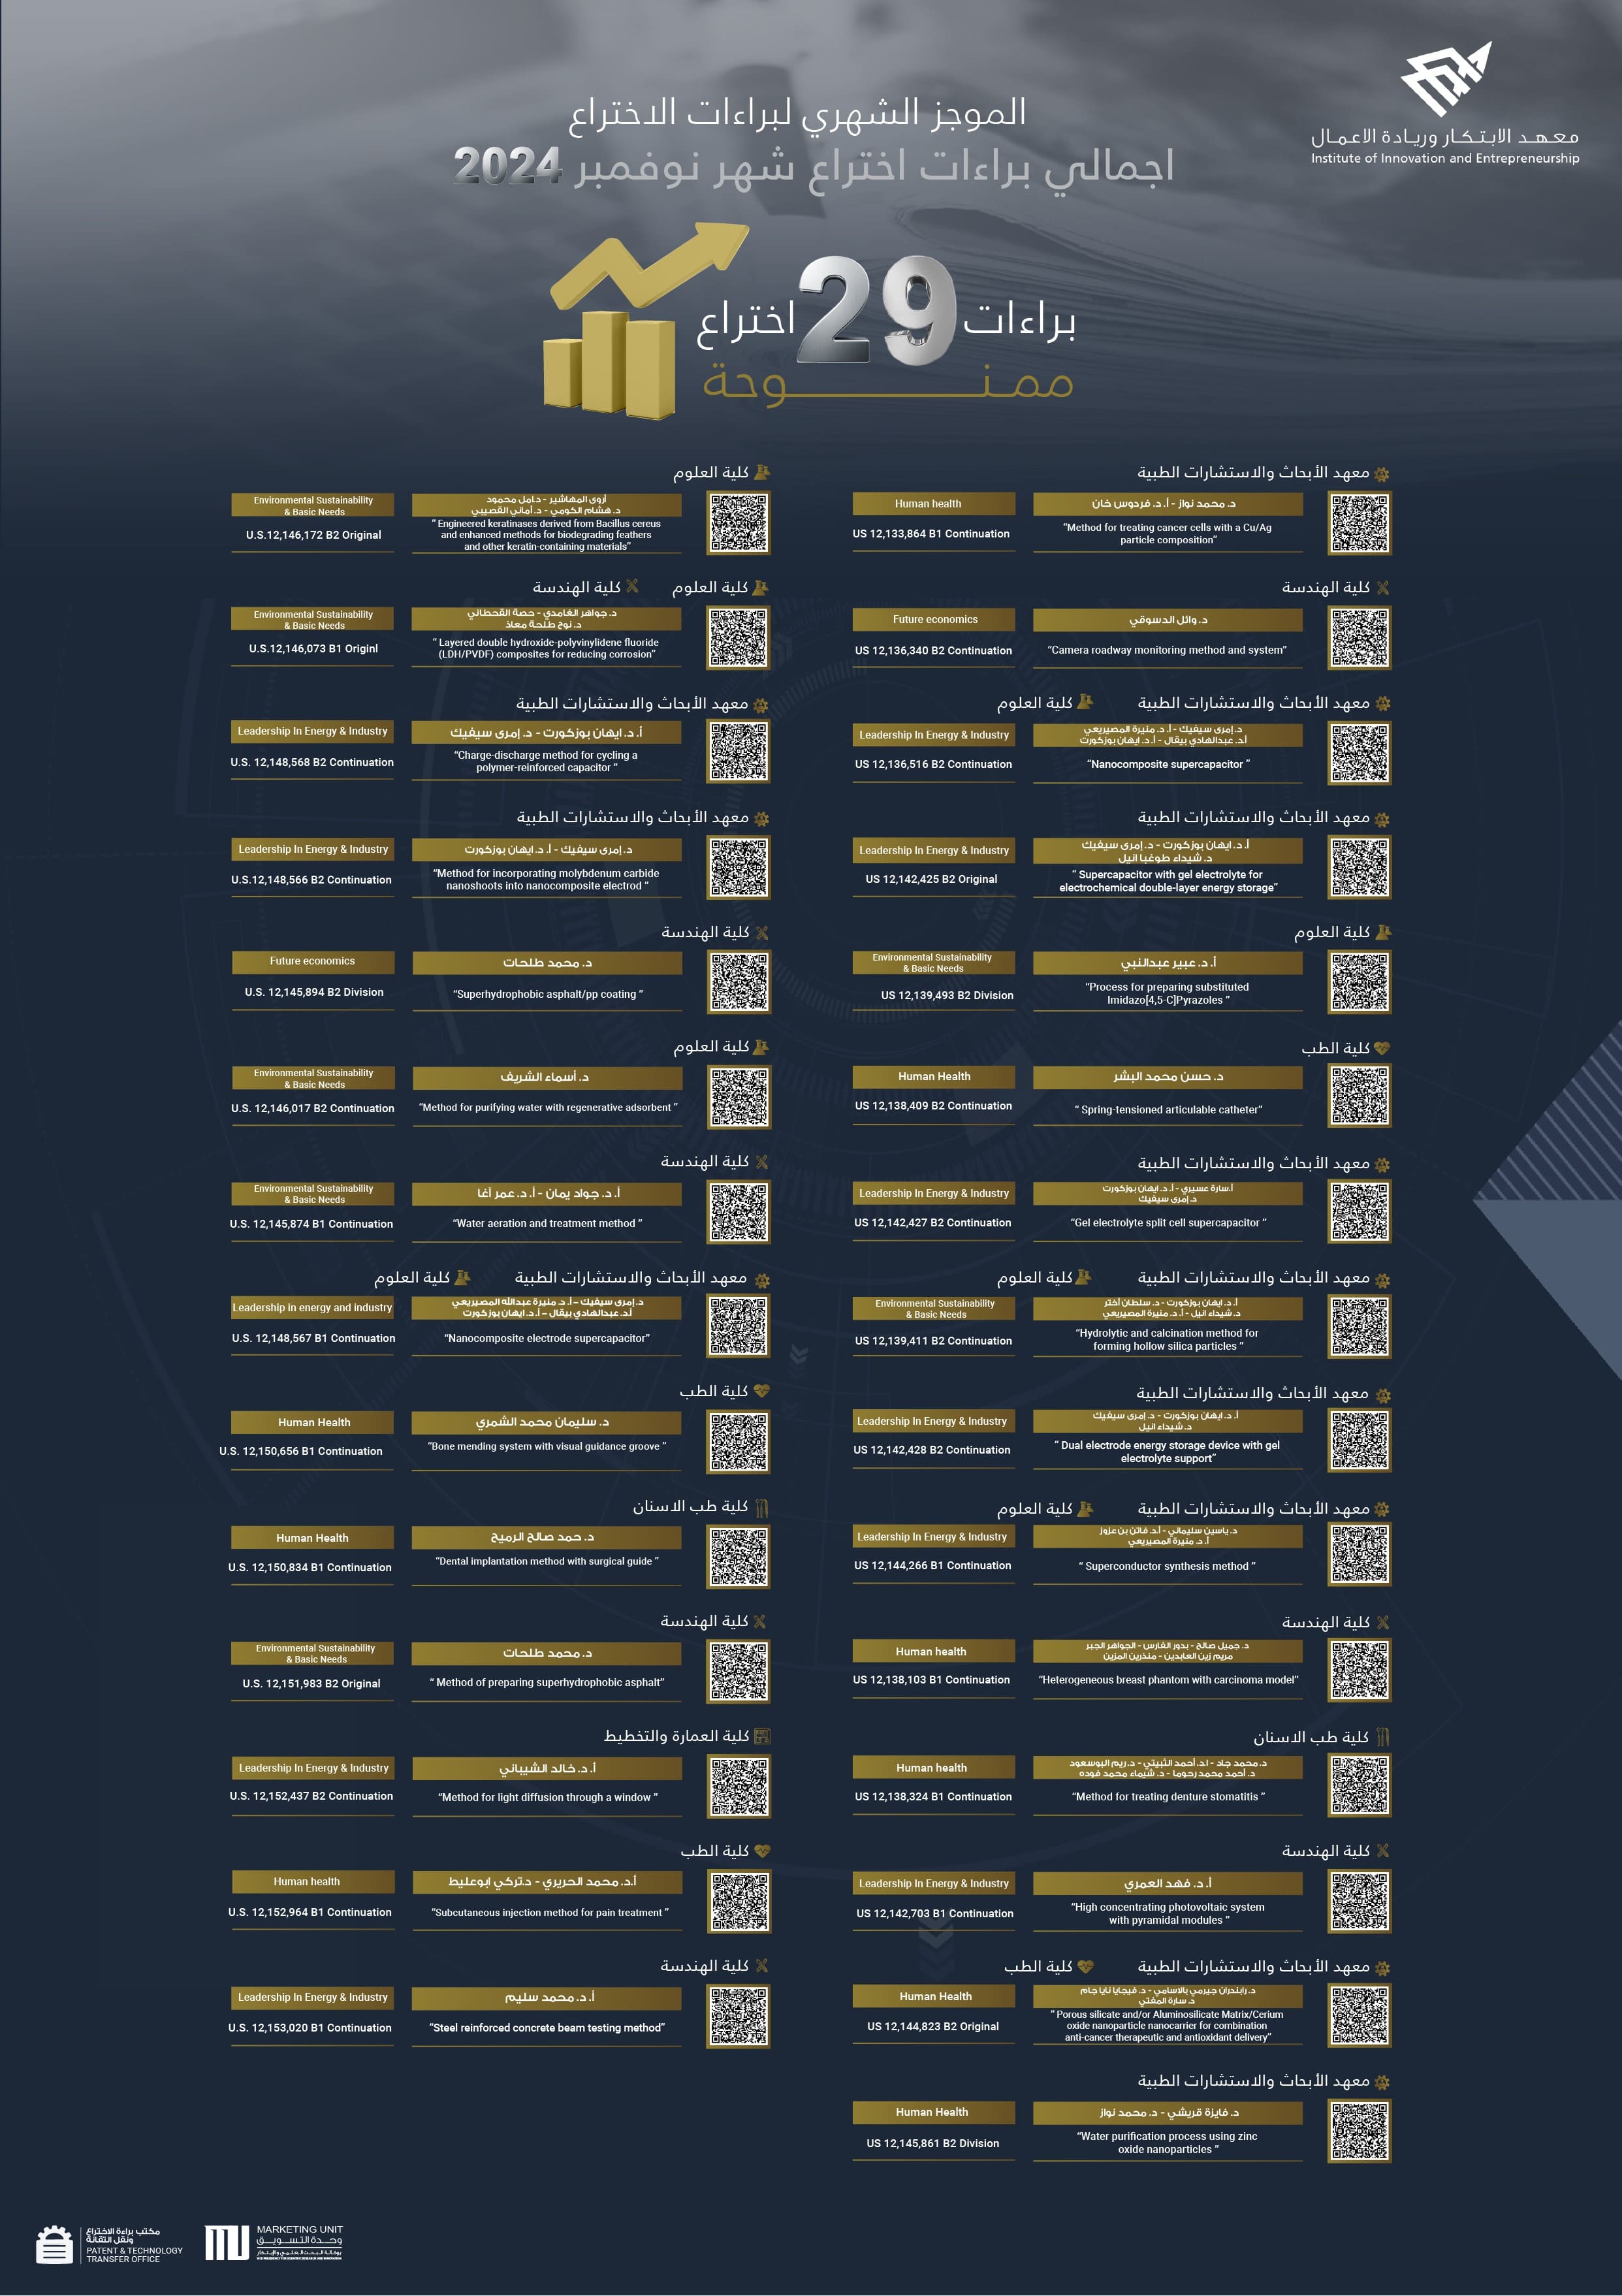 معهد الابتكار وريادة الاعمال
Institute of Innovation and Entrepreneurship
الموجز الشهري لبراءات الاختراع
اجمالي براءات اختراع شهر نوفمبر 2024
براءات 29 اختراع
ممنوحة
معهد الأبحاث والاستشارات الطبية
د. محمد نواز - أ. د. فردوس خان
“Method for treating cancer cells with a Cu/Ag
particle composition”
Human health
US 12,133,864 B1 Continuation
كلية الهندسة
د. وائل الدسوقي
“Camera roadway monitoring method and system”
Future economics
US 12,136,340 B2 Continuation
معهد الأبحاث والاستشارات الطبية
كلية العلوم
د. إمرى سيفيك - أ. د. منيرة المصيريعي
أ.د. عبدالهادي بيقال - أ. د. ايهان بوزكورت
“Nanocomposite supercapacitor ”
Leadership In Energy & Industry
US 12,136,516 B2 Continuation
معهد الأبحاث والاستشارات الطبية
أ. د. ايهان بوزكورت - د. إمرى سيفيك
د. شيداء طوغبا انيل
“ Supercapacitor with gel electrolyte for
electrochemical double-layer energy storage”
Leadership In Energy & Industry
US 12,142,425 B2 Original
كلية العلوم
أ. د. عبير عبدالنبي
“Process for preparing substituted
Imidazo[4,5-C]Pyrazoles ”
Environmental Sustainability
& Basic Needs
US 12,139,493 B2 Division
كلية الطب
د. حسن محمد البشر
“ Spring-tensioned articulable catheter”
Human Health
US 12,138,409 B2 Continuation
معهد الأبحاث والاستشارات الطبية
أ.سارة عسيري - أ. د. ايهان بوزكورت
د. إمرى سيفيك
“Gel electrolyte split cell supercapacitor ”
Leadership In Energy & Industry
US 12,142,427 B2 Continuation
معهد الأبحاث والاستشارات الطبية
كلية العلوم
أ. د. ايهان بوزكورت - د. سلطان أختر
د. شيداء انيل - أ. د. منيرة المصيريعي
“Hydrolytic and calcination method for
forming hollow silica particles ”
Environmental Sustainability
& Basic Needs
US 12,139,411 B2 Continuation
معهد الأبحاث والاستشارات الطبية
أ. د. ايهان بوزكورت - د. إمرى سيفيك
د. شيداء انيل
“ Dual electrode energy storage device with gel
electrolyte support”
Leadership In Energy & Industry
US 12,142,428 B2 Continuation
معهد الأبحاث والاستشارات الطبية
كلية العلوم
د. ياسين سليماني - أ.د. فاتن بن عزوز
أ. د. منيرة المصيريعي
“ Superconductor synthesis method ”
Leadership In Energy & Industry
US 12,144,266 B1 Continuation
كلية الهندسة
د. جميل صالح - بدور الفارس - الجواهر الجبر
مريم زين العابدين - منذرين المزين
“Heterogeneous breast phantom with carcinoma model”
Human health
US 12,138,103 B1 Continuation
كلية طب الاسنان
د. محمد جاد - ا.د. أحمد الثبيتي - د.ريم البوسعود
د. أحمد محمد رحوما - د. شيماء محمد فوده
“Method for treating denture stomatitis ”
Human health
US 12,138,324 B1 Continuation
كلية الهندسة
أ. د. فهد العمري
“High concentrating photovoltaic system
with pyramidal modules ”
Leadership In Energy & Industry
US 12,142,703 B1 Continuation
معهد الأبحاث والاستشارات الطبية
كلية الطب
د. رابندران جيرمي بالاسامي - د. فيجايا نايا جام
د. سارة المفتي
“ Porous silicate and/or Aluminosilicate Matrix/Cerium
oxide nanoparticle nanocarrier for combination
anti-cancer therapeutic and antioxidant delivery”
Human Health
US 12,144,823 B2 Original
معهد الأبحاث والاستشارات الطبية
د. فايزة قريشي - د. محمد نواز
“Water purification process using zinc
oxide nanoparticles ”
Human Health
US 12,145,861 B2 Division
كلية العلوم
أروى المهاشير - د.امل محمود
د. هشام الكومي - د. أماني القصيبي
“ Engineered keratinases derived from Bacillus cereus
and enhanced methods for biodegrading feathers
and other keratin-containing materials”
Environmental Sustainability
& Basic Needs
U.S.12,146,172 B2 Original
كلية العلوم
كلية الهندسة
د. جواهر الغامدي - حصة القحطاني
د. نوح طلحة معاذ
“ Layered double hydroxide-polyvinylidene fluoride
(LDH/PVDF) composites for reducing corrosion”
Environmental Sustainability
& Basic Needs
U.S.12,146,073 B1 Originl
معهد الأبحاث والاستشارات الطبية
أ. د. ايهان بوزكورت - د. إمرى سيفيك
“Charge-discharge method for cycling a
polymer-reinforced capacitor ”
Leadership In Energy & Industry
U.S. 12,148,568 B2 Continuation
معهد الأبحاث والاستشارات الطبية
د. إمرى سيفيك - أ. د. ايهان بوزكورت
“Method for incorporating molybdenum carbide
nanoshoots into nanocomposite electrod ”
Leadership In Energy & Industry
U.S.12,148,566 B2 Continuation
كلية الهندسة
د. محمد طلحات
“Superhydrophobic asphalt/pp coating ”
Future economics
U.S. 12,145,894 B2 Division
كلية العلوم
د. أسماء الشريف
“Method for purifying water with regenerative adsorbent ”
Environmental Sustainability
& Basic Needs
U.S. 12,146,017 B2 Continuation
كلية الهندسة
أ. د. جواد يمان - أ. د. عمر أغا
“Water aeration and treatment method ”
Environmental Sustainability
& Basic Needs
U.S. 12,145,874 B1 Continuation
معهد الأبحاث والاستشارات الطبية
كلية العلوم
د. إمرى سيفيك – أ. د. منيرة عبدالله المصيريعي
أ.د. عبدالهادي بيقال – أ. د. ايهان بوزكورت
“Nanocomposite electrode supercapacitor”
Leadership in energy and industry
U.S. 12,148,567 B1 Continuation
كلية الطب
د. سليمان محمد الشمري
“Bone mending system with visual guidance groove ”
Human Health
U.S. 12,150,656 B1 Continuation
كلية طب الاسنان
د. حمد صالح الرميح
“Dental implantation method with surgical guide ”
Human Health
U.S. 12,150,834 B1 Continuation
كلية الهندسة
د. محمد طلحات
“ Method of preparing superhydrophobic asphalt”
Environmental Sustainability
& Basic Needs
U.S. 12,151,983 B2 Original
كلية العمارة والتخطيط
أ. د. خالد الشيباني
“Method for light diffusion through a window ”
Leadership In Energy & Industry
U.S. 12,152,437 B2 Continuation
كلية الطب
أ.د. محمد الحريري - د.تركي ابوعليط
“Subcutaneous injection method for pain treatment ”
Human health
U.S. 12,152,964 B1 Continuation
كلية الهندسة
أ. د. محمد سليم
“Steel reinforced concrete beam testing method”
Leadership In Energy & Industry
U.S. 12,153,020 B1 Continuation
مكتب براءة الاختراع
ونقل التقانة
PATENT & TECHNOLOGY
TRANSFER OFFICE
MARKETING UNIT
وحدة التسويق